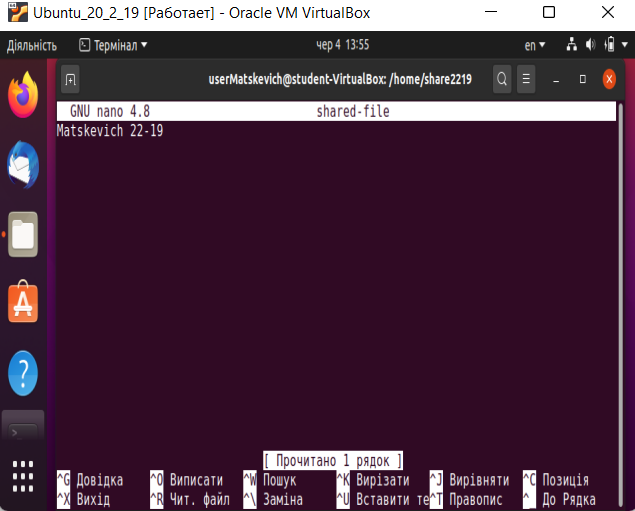 Ubuntu_20_2_19 [Работает] - Oracle VM VirtualBox
Діяльність Термінал чер 4 13:55 en
userMatskevich@student-VirtualBox: /home/share2219
GNU nano 4.8 shared-file
Matskevich 22-19
[ Прочитано 1 рядок ]
^G Довідка ^O Виписати ^W Пошук ^K Вирізати ^J Вирівняти ^C Позиція
^X Вихід ^R Чит. файл ^\ Заміна ^U Вставити те^T Правопис ^_ До Рядка